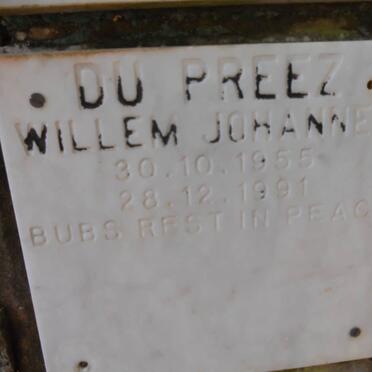 DU PREEZ
WILLEM JOHANNE
30.10.1955
28.12.1991
BUBS REST IN PEAC